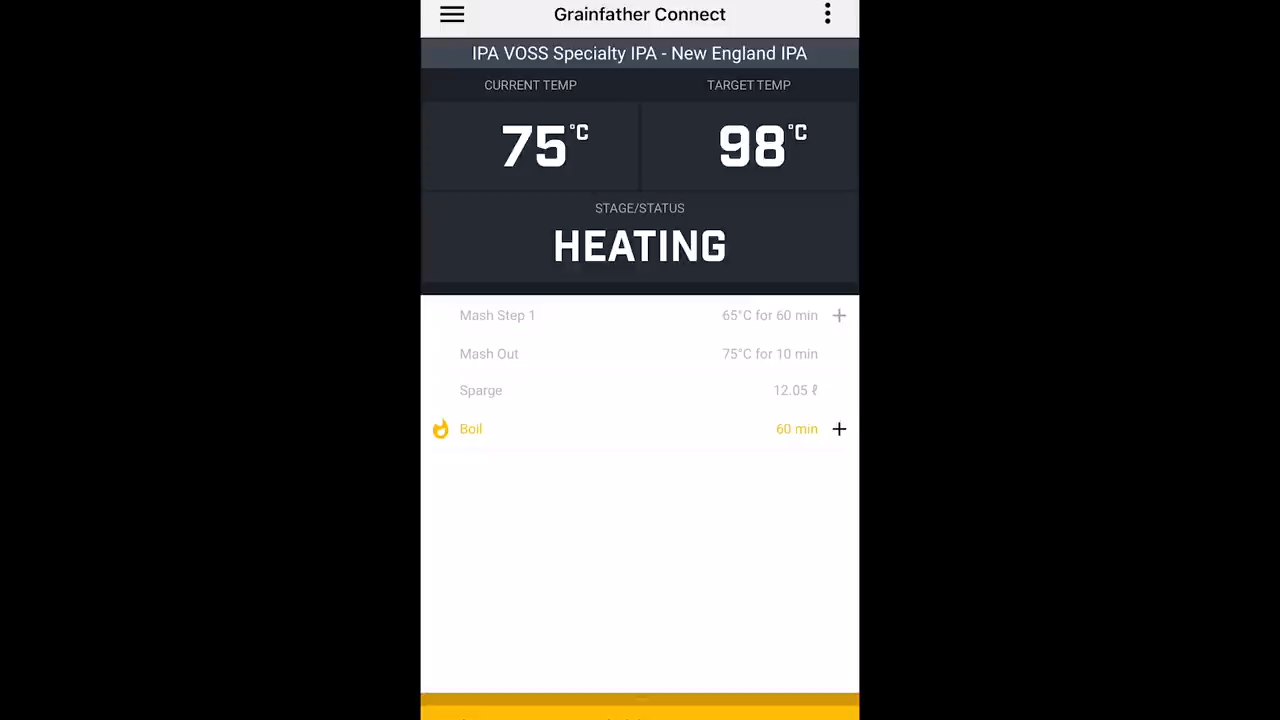 Grainfather Connect
IPA VOSS Specialty IPA - New England IPA
CURRENT TEMP TARGET TEMP
75°C 98°C
STAGE/STATUS
HEATING
Mash Step 1 65°C for 60 min +
Mash Out 75°C for 10 min
Sparge 12.05 ℓ
Boil 60 min +